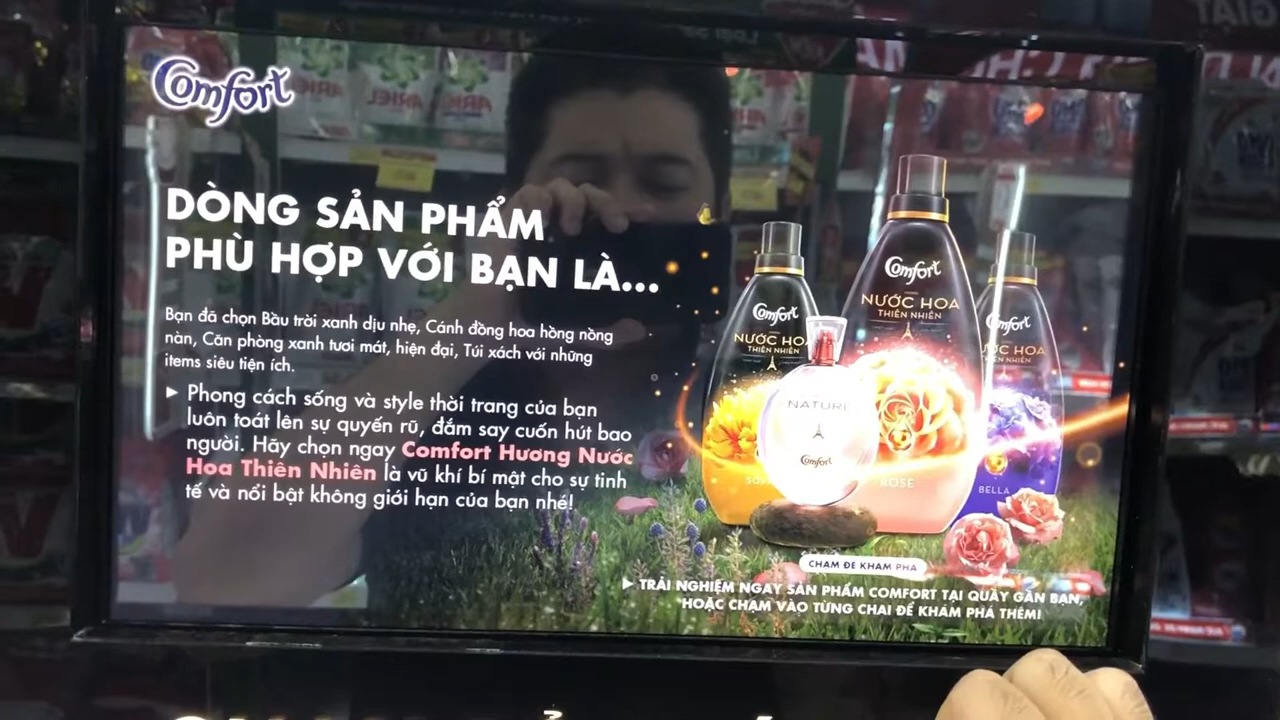 Comfort
DÒNG SẢN PHẨM
PHÙ HỢP VỚI BẠN LÀ...
Bạn đã chọn Bầu trời xanh dịu nhẹ, Cánh đồng hoa hồng nồng
nàn, Căn phòng xanh tươi mát, hiện đại, Túi xách với những
items siêu tiện ích.
► Phong cách sống và style thời trang của bạn
luôn toát lên sự quyến rũ, đắm say cuốn hút bao
người. Hãy chọn ngay Comfort Hương Nước
Hoa Thiên Nhiên là vũ khí bí mật cho sự tinh
tế và nổi bật không giới hạn của bạn nhé!
Comfort
NƯỚC HOA
THIÊN NHIÊN
Comfort
NƯỚC HOA
THIÊN NHIÊN
ROSE
Comfort
THIÊN NHIÊN
BELLA
NATURE
Comfort
CHẠM ĐỂ KHÁM PHÁ
► TRẢI NGHIỆM NGAY SẢN PHẨM COMFORT TẠI QUẦY GẦN BẠN,
HOẶC CHẠM VÀO TỪNG CHAI ĐỂ KHÁM PHÁ THÊM!
ARIEL
ARIEL